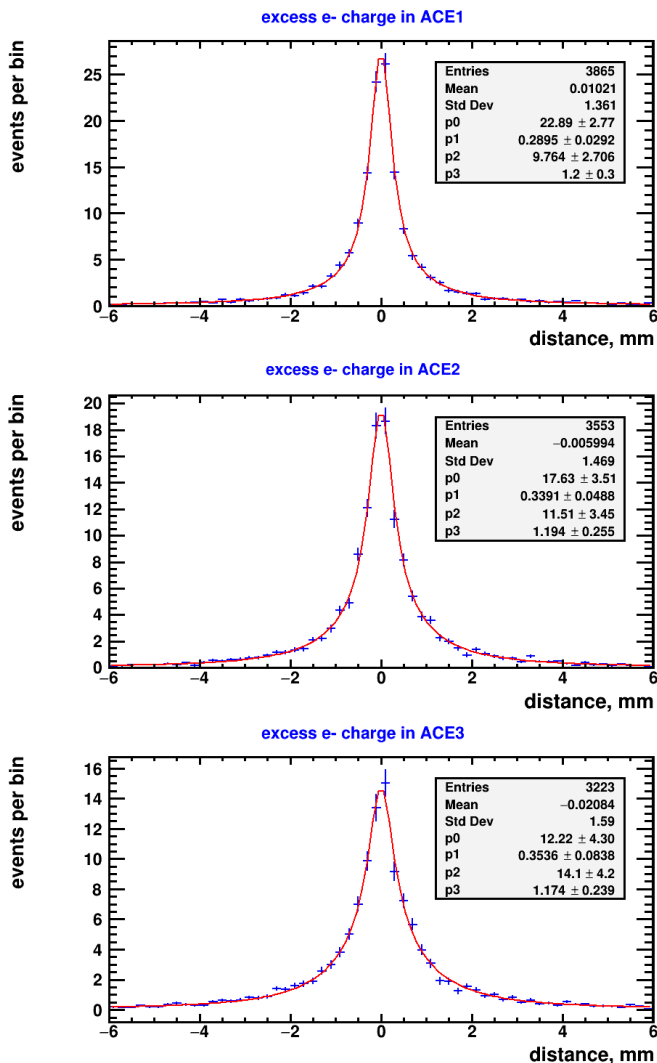 excess e- charge in ACE1
events per bin
25
20
15
10
5
0
Entries 3865
Mean 0.01021
Std Dev 1.361
p0 22.89 ± 2.77
p1 0.2895 ± 0.0292
p2 9.764 ± 2.706
p3 1.2 ± 0.3
−6 −4 −2 0 2 4 6
distance, mm
excess e- charge in ACE2
events per bin
20
18
16
14
12
10
8
6
4
2
0
Entries 3553
Mean −0.005994
Std Dev 1.469
p0 17.63 ± 3.51
p1 0.3391 ± 0.0488
p2 11.51 ± 3.45
p3 1.194 ± 0.255
−6 −4 −2 0 2 4 6
distance, mm
excess e- charge in ACE3
events per bin
16
14
12
10
8
6
4
2
0
Entries 3223
Mean −0.02084
Std Dev 1.59
p0 12.22 ± 4.30
p1 0.3536 ± 0.0838
p2 14.1 ± 4.2
p3 1.174 ± 0.239
−6 −4 −2 0 2 4 6
distance, mm